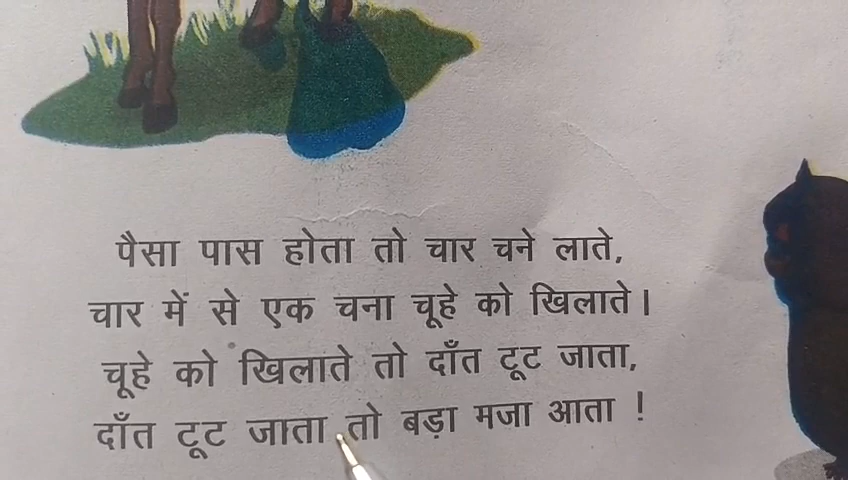 पैसा पास होता तो चार चने लाते,
चार में से एक चना चूहे को खिलाते।
चूहे को खिलाते तो दाँत टूट जाता,
दाँत टूट जाता तो बड़ा मजा आता !